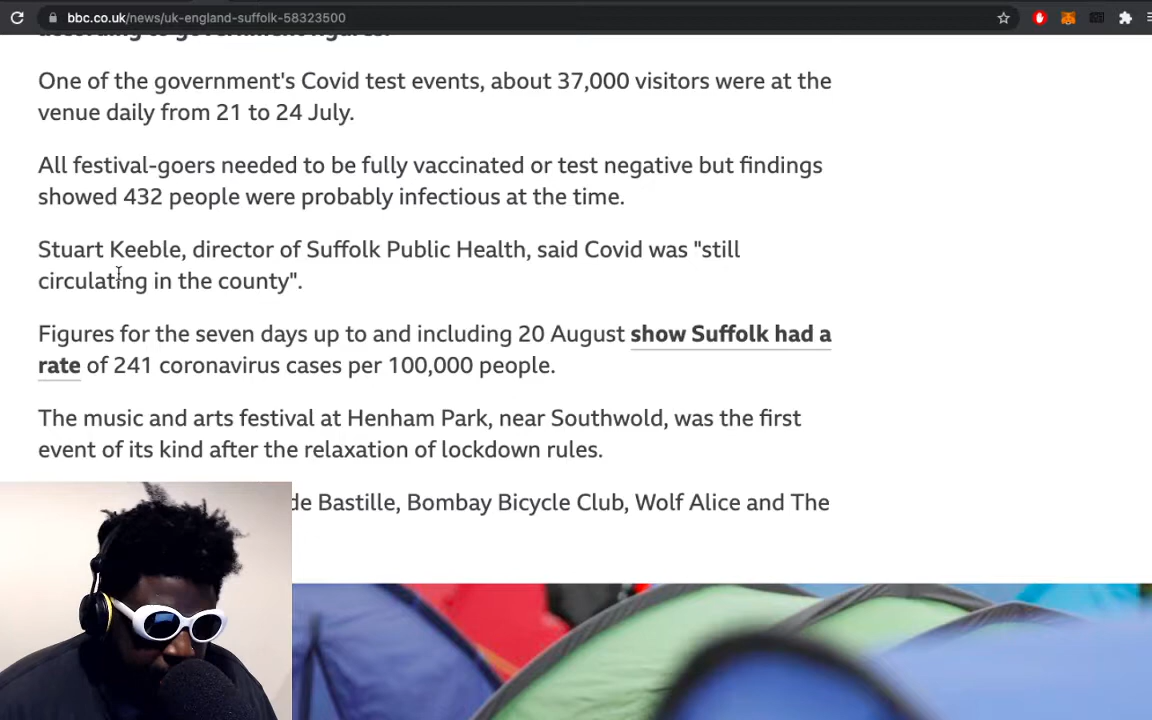 bbc.co.uk/news/uk-england-suffolk-58323500
according to government figures.
One of the government's Covid test events, about 37,000 visitors were at the
venue daily from 21 to 24 July.
All festival-goers needed to be fully vaccinated or test negative but findings
showed 432 people were probably infectious at the time.
Stuart Keeble, director of Suffolk Public Health, said Covid was "still
circulating in the county".
Figures for the seven days up to and including 20 August show Suffolk had a
rate of 241 coronavirus cases per 100,000 people.
The music and arts festival at Henham Park, near Southwold, was the first
event of its kind after the relaxation of lockdown rules.
de Bastille, Bombay Bicycle Club, Wolf Alice and The